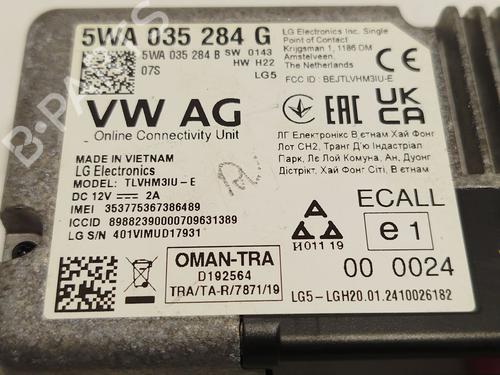 5WA 035 284 G
5WA 035 284 B SW 0143
HW H22
07S
LG5
LG Electronics Inc. Single
Point of Contact
Krijgsman 1, 1186 DM
Amstelveen,
The Netherlands
FCC ID : BEJTLVHM3IU-E
VW AG
Online Connectivity Unit
EAC
UK
CA
ЛГ Електронікс В'єтнам Хай Фонг
Лот СН2, Транг Д'ю Індастріал
Парк, Ле Лой Комуна, Ан, Дуонг
Дістрікт, Хай Фонг Сіті, В'єтнам
MADE IN VIETNAM
LG Electronics
MODEL: TLVHM3IU-E
DC 12V 2A
IMEI 353775367386489
ICCID 89882390000709631389
LG S/N 401VIMUD17931
И011 19
ECALL
e1
00 0024
OMAN-TRA
D192564
TRA/TA-R/7871/19
LG5-LGH20.01.2410026182
B-PARTS